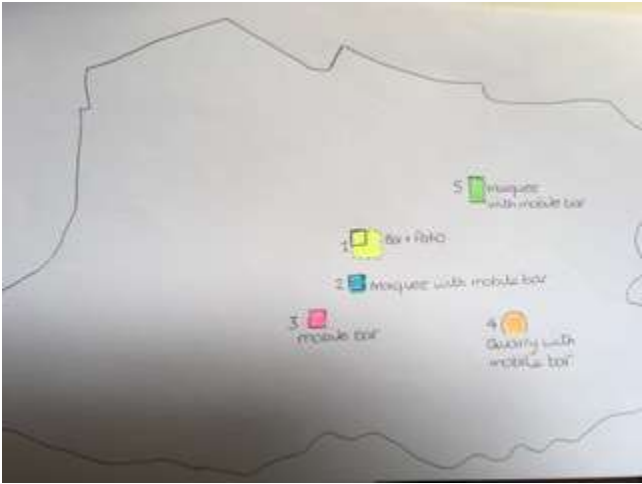 5 Marquee
with mobile bar
1 Bar + Patio
2 Marquee with mobile bar
3
mobile bar
4
Quarry with
mobile bar